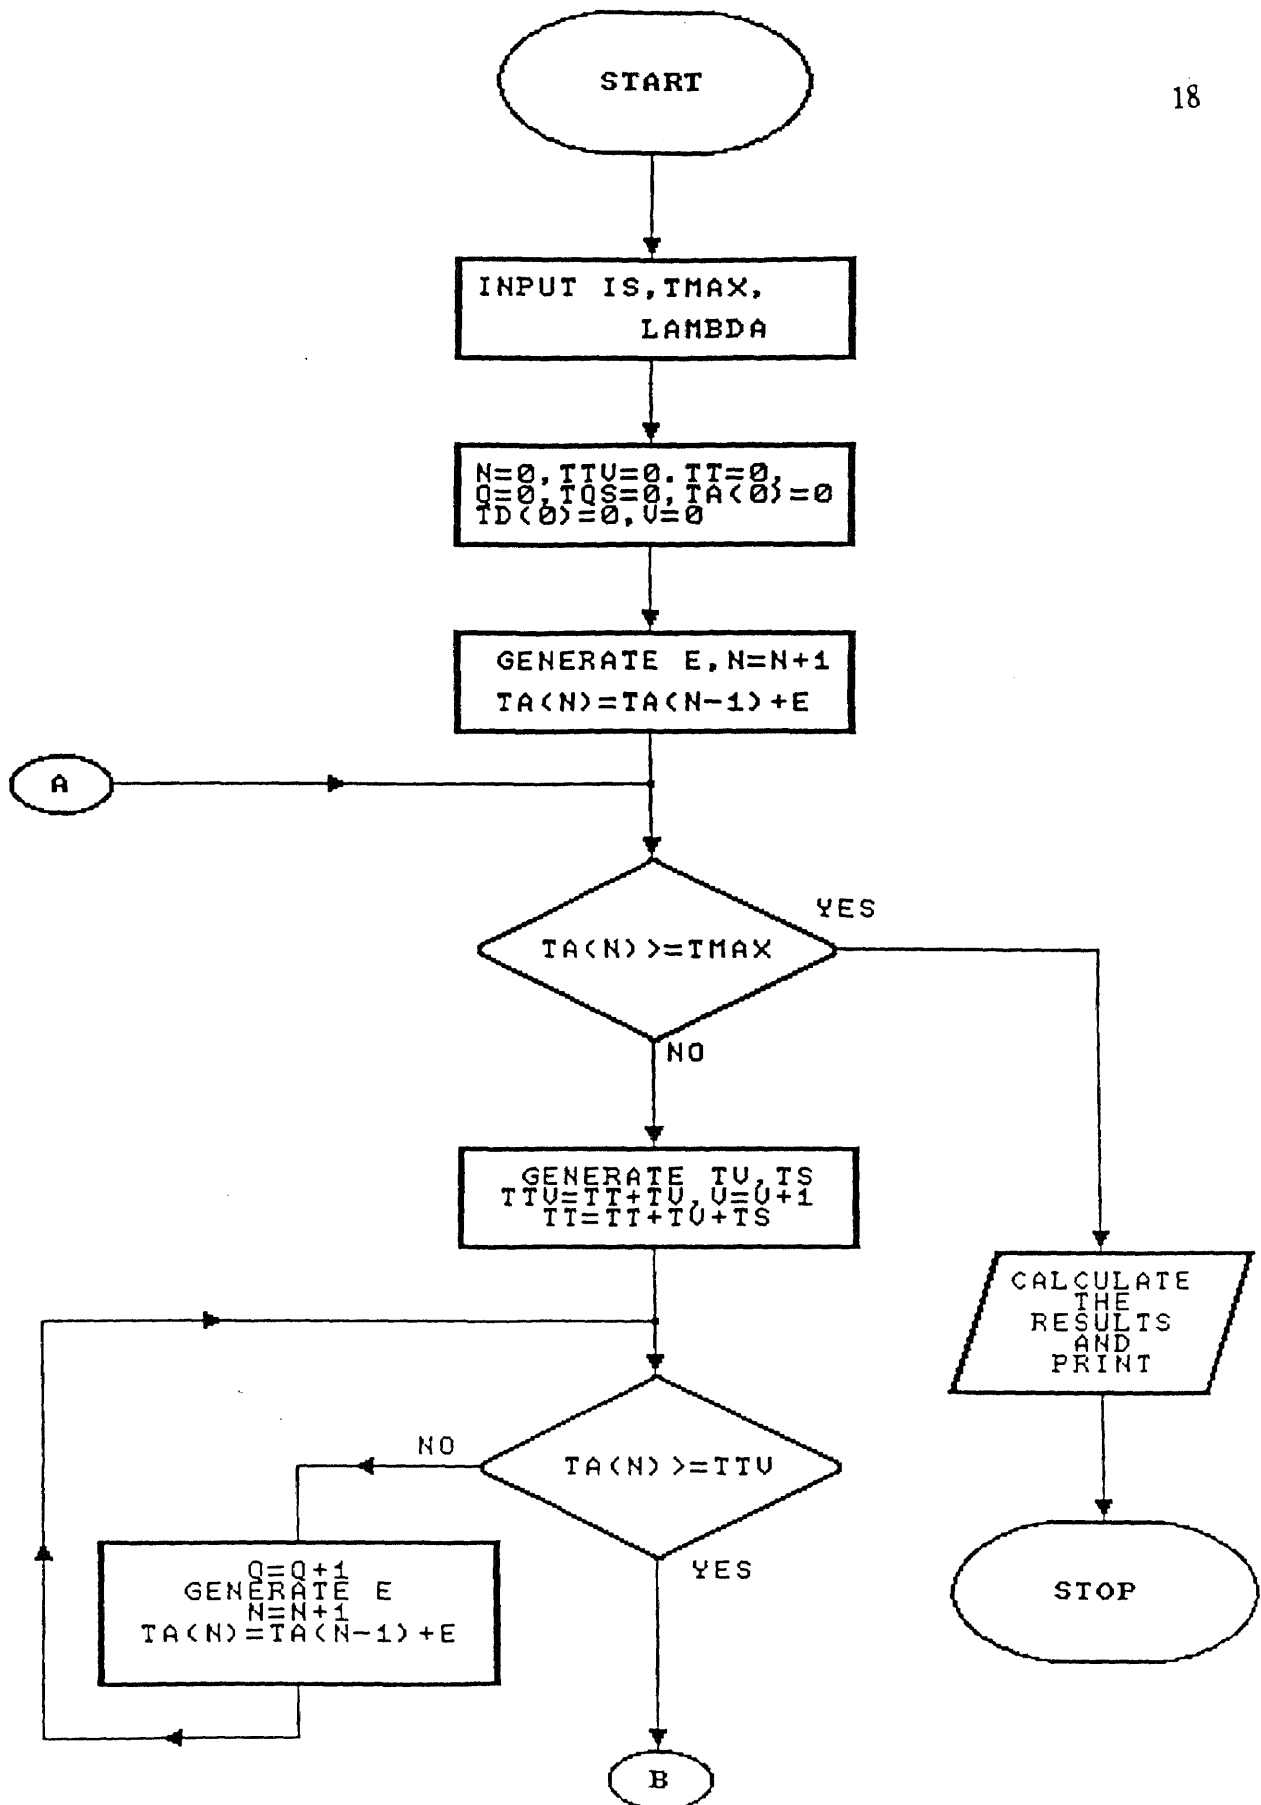 START
18
INPUT IS,TMAX,
LAMBDA
N=0,TTV=0.TT=0,
Q=0,TQS=0,TA(0)=0
TD(0)=0,V=0
GENERATE E,N=N+1
TA(N)=TA(N-1)+E
A
YES
TA(N)>=TMAX
NO
GENERATE TV,TS
TTV=TT+TV,V=V+1
TT=TT+TV+TS
CALCULATE
THE
RESULTS
AND
PRINT
NO
TA(N)>=TTV
YES
Q=Q+1
GENERATE E
N=N+1
TA(N)=TA(N-1)+E
STOP
B